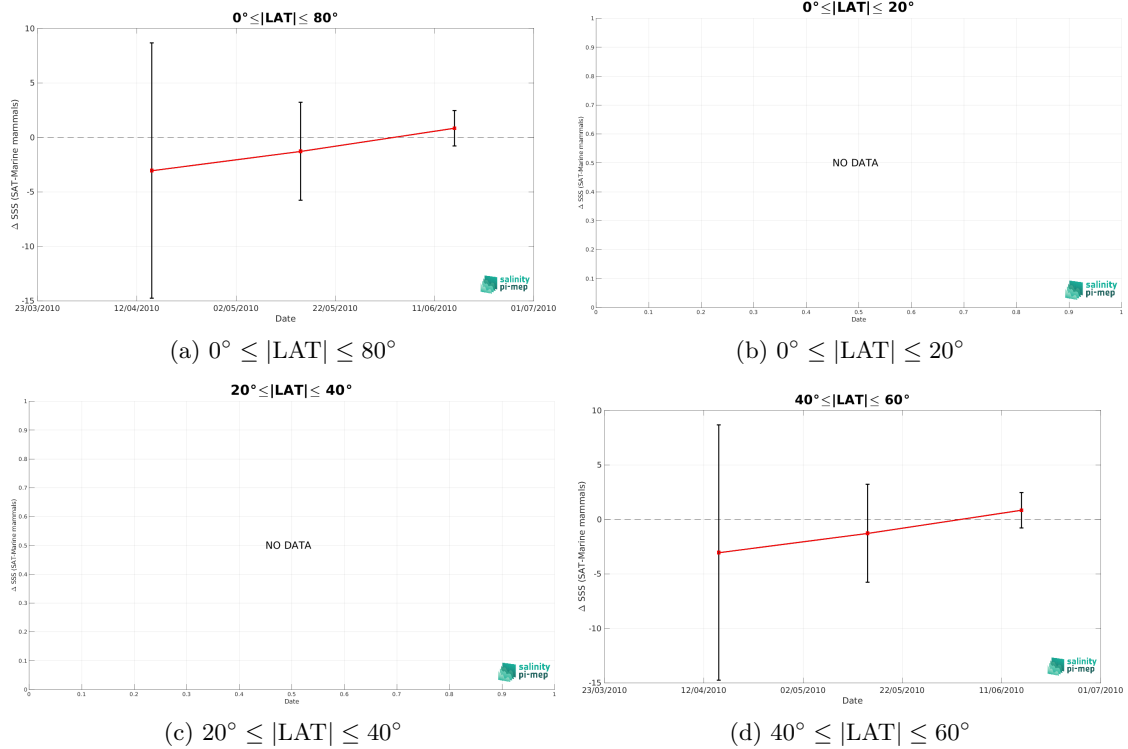 0°≤|LAT|≤ 80°
10
5
0
-5
-10
-15
Δ SSS (SAT-Marine mammals)
23/03/2010 12/04/2010 02/05/2010 22/05/2010 11/06/2010 01/07/2010
Date
salinity
pi-mep
(a) 0° ≤ |LAT| ≤ 80°
0°≤|LAT|≤ 20°
1
0.9
0.8
0.7
0.6
0.5
0.4
0.3
0.2
0.1
0
Δ SSS (SAT-Marine mammals)
NO DATA
0 0.1 0.2 0.3 0.4 0.5 0.6 0.7 0.8 0.9 1
Date
salinity
pi-mep
(b) 0° ≤ |LAT| ≤ 20°
20°≤|LAT|≤ 40°
1
0.9
0.8
0.7
0.6
0.5
0.4
0.3
0.2
0.1
0
Δ SSS (SAT-Marine mammals)
NO DATA
0 0.1 0.2 0.3 0.4 0.5 0.6 0.7 0.8 0.9 1
Date
salinity
pi-mep
(c) 20° ≤ |LAT| ≤ 40°
40°≤|LAT|≤ 60°
10
5
0
-5
-10
-15
Δ SSS (SAT-Marine mammals)
23/03/2010 12/04/2010 02/05/2010 22/05/2010 11/06/2010 01/07/2010
Date
salinity
pi-mep
(d) 40° ≤ |LAT| ≤ 60°